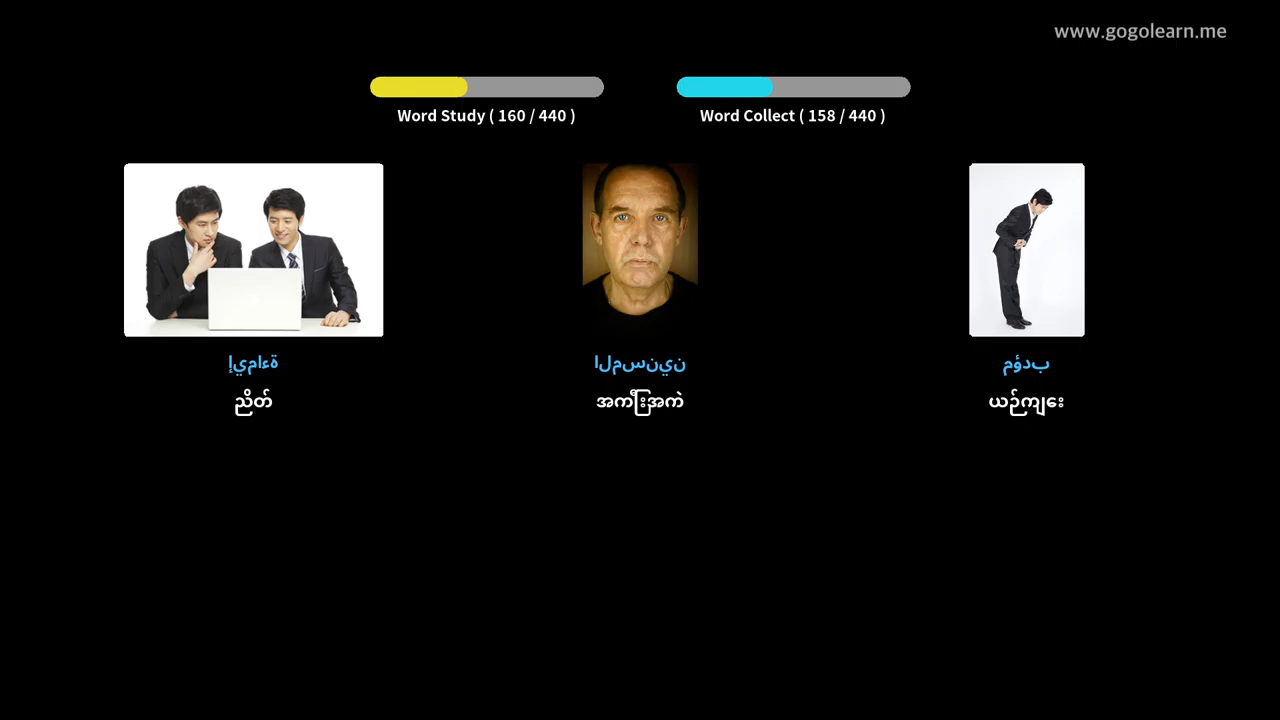 www.gogolearn.me
Word Study ( 160 / 440 )
Word Collect ( 158 / 440 )
إيماءة
المسنين
مؤدب
ညိတ်
အကြီးအကဲ
ယဉ်ကျေး